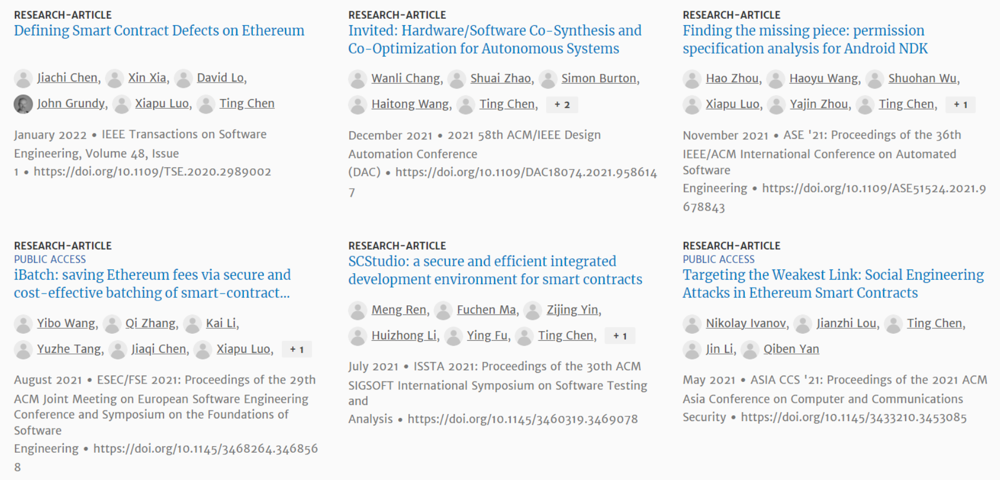 RESEARCH-ARTICLE
Defining Smart Contract Defects on Ethereum
Jiachi Chen, Xin Xia, David Lo,
John Grundy, Xiapu Luo, Ting Chen
January 2022 • IEEE Transactions on Software
Engineering, Volume 48, Issue
1 • https://doi.org/10.1109/TSE.2020.2989002
RESEARCH-ARTICLE
Invited: Hardware/Software Co-Synthesis and
Co-Optimization for Autonomous Systems
Wanli Chang, Shuai Zhao, Simon Burton,
Haitong Wang, Ting Chen, + 2
December 2021 • 2021 58th ACM/IEEE Design
Automation Conference
(DAC) • https://doi.org/10.1109/DAC18074.2021.958614
7
RESEARCH-ARTICLE
Finding the missing piece: permission
specification analysis for Android NDK
Hao Zhou, Haoyu Wang, Shuohan Wu,
Xiapu Luo, Yajin Zhou, Ting Chen, + 1
November 2021 • ASE '21: Proceedings of the 36th
IEEE/ACM International Conference on Automated
Software
Engineering • https://doi.org/10.1109/ASE51524.2021.9
678843
RESEARCH-ARTICLE
PUBLIC ACCESS
iBatch: saving Ethereum fees via secure and
cost-effective batching of smart-contract...
Yibo Wang, Qi Zhang, Kai Li,
Yuzhe Tang, Jiaqi Chen, Xiapu Luo, + 1
August 2021 • ESEC/FSE 2021: Proceedings of the 29th
ACM Joint Meeting on European Software Engineering
Conference and Symposium on the Foundations of
Software
Engineering • https://doi.org/10.1145/3468264.346856
8
RESEARCH-ARTICLE
SCStudio: a secure and efficient integrated
development environment for smart contracts
Meng Ren, Fuchen Ma, Zijing Yin,
Huizhong Li, Ying Fu, Ting Chen, + 1
July 2021 • ISSTA 2021: Proceedings of the 30th ACM
SIGSOFT International Symposium on Software Testing
and
Analysis • https://doi.org/10.1145/3460319.3469078
RESEARCH-ARTICLE
PUBLIC ACCESS
Targeting the Weakest Link: Social Engineering
Attacks in Ethereum Smart Contracts
Nikolay Ivanov, Jianzhi Lou, Ting Chen,
Jin Li, Qiben Yan
May 2021 • ASIA CCS '21: Proceedings of the 2021 ACM
Asia Conference on Computer and Communications
Security • https://doi.org/10.1145/3433210.3453085